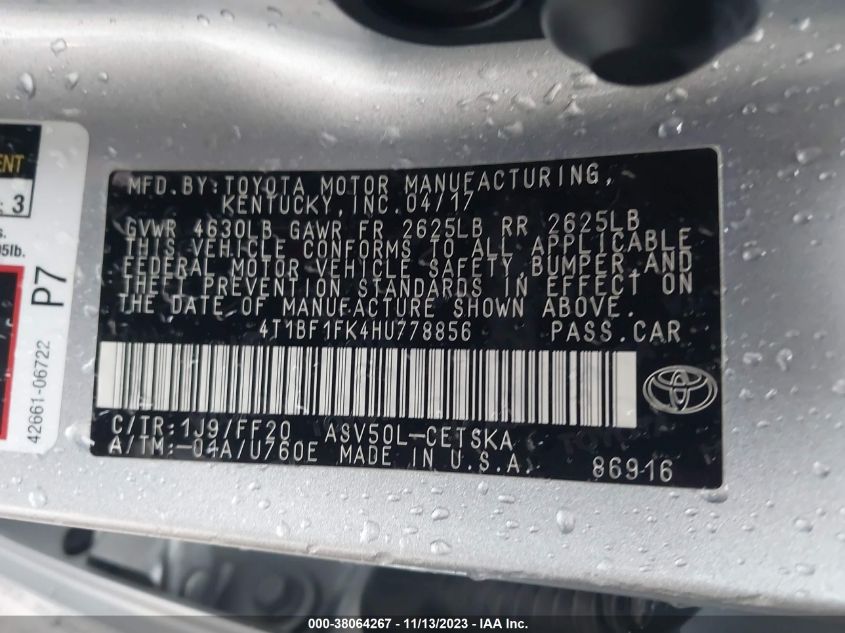 MFD.BY:TOYOTA MOTOR MANUFACTURING,
KENTUCKY,INC.04/17
GVWR 4630LB GAWR FR 2625LB RR 2625LB
THIS VEHICLE CONFORMS TO ALL APPLICABLE
FEDERAL MOTOR VEHICLE SAFETY,BUMPER,AND
THEFT PREVENTION STANDARDS IN EFFECT ON
THE DATE OF MANUFACTURE SHOWN ABOVE.
4T1BF1FK4HU778856 PASS.CAR
C/TR:1J9/FF20 ASV50L-CETSKA
A/TM:-04A/U760E MADE IN U.S.A. 86916
3
P7
42661-06722
000-38064267 - 11/13/2023 - IAA Inc.